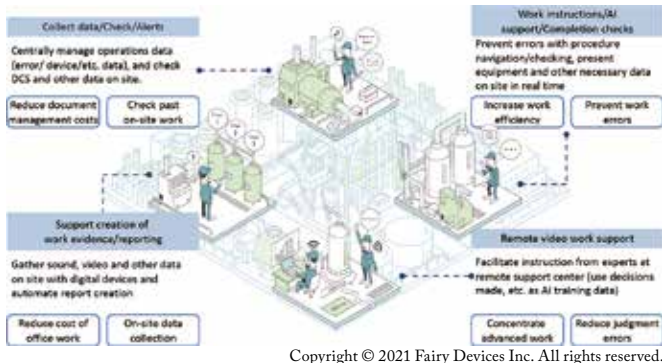 Collect data/Check/Alerts
Centrally manage operations data
(error/ device/etc. data), and check
DCS and other data on site.
Reduce document
management costs
Check past
on-site work
Work instructions/AI
support/Completion checks
Prevent errors with procedure
navigation/checking, present
equipment and other necessary data
on site in real time
Increase work
efficiency
Prevent work
errors
Support creation of
work evidence/reporting
Gather sound, video and other data
on site with digital devices and
automate report creation
Reduce cost of
office work
On-site data
collection
Remote video work support
Facilitate instruction from experts at
remote support center (use decisions
made, etc. as AI training data)
Concentrate
advanced work
Reduce judgment
errors
Copyright © 2021 Fairy Devices Inc. All rights reserved.